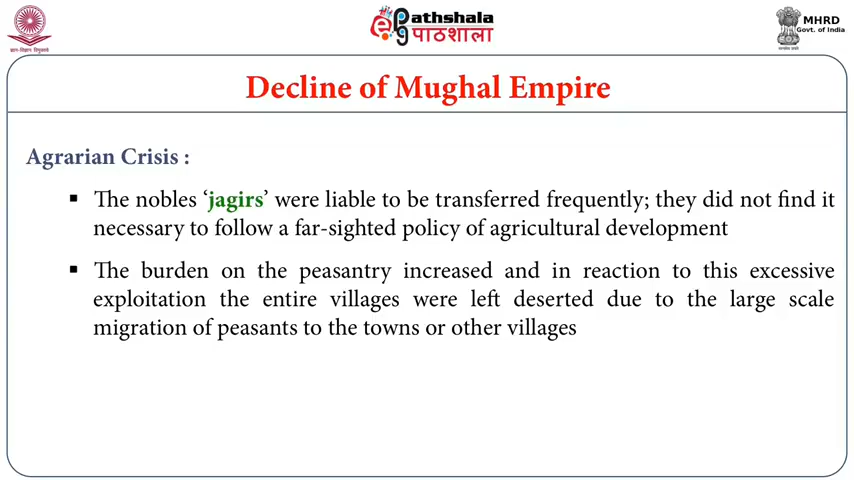 ePathshala
पाठशाला
MHRD
Govt. of India
Decline of Mughal Empire
Agrarian Crisis :
▪ The nobles ‘jagirs’ were liable to be transferred frequently; they did not find it
necessary to follow a far-sighted policy of agricultural development
▪ The burden on the peasantry increased and in reaction to this excessive
exploitation the entire villages were left deserted due to the large scale
migration of peasants to the towns or other villages